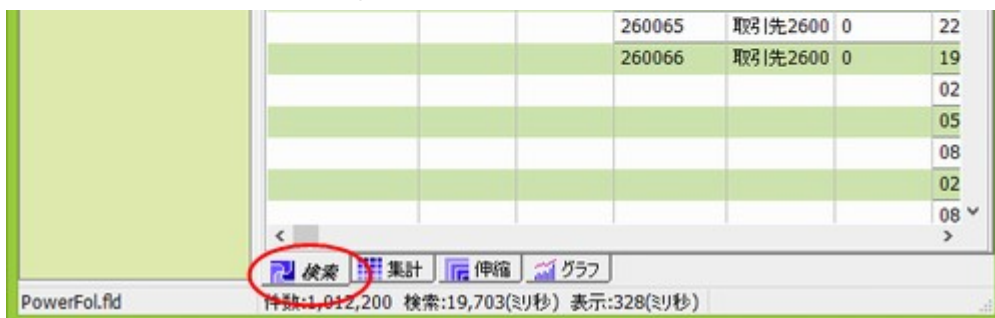 260065 取引先2600 0 22
260066 取引先2600 0 19
02
05
08
02
08
検索 集計 伸縮 グラフ
PowerFol.fld 件数:1,012,200 検索:19,703(ミリ秒) 表示:328(ミリ秒)